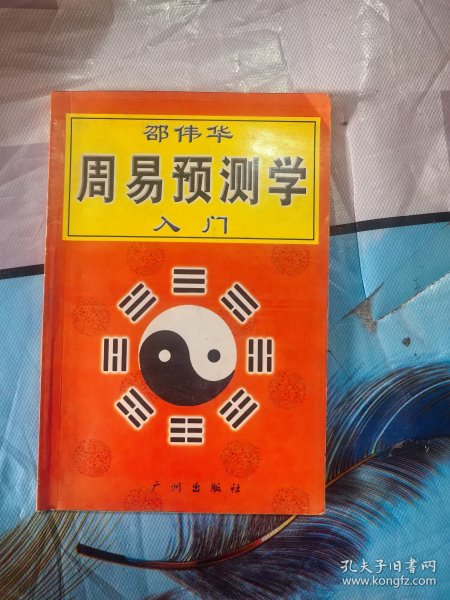 邵伟华
周易预测学
入门
广州出版社
孔夫子旧书网
www.kongfz.com